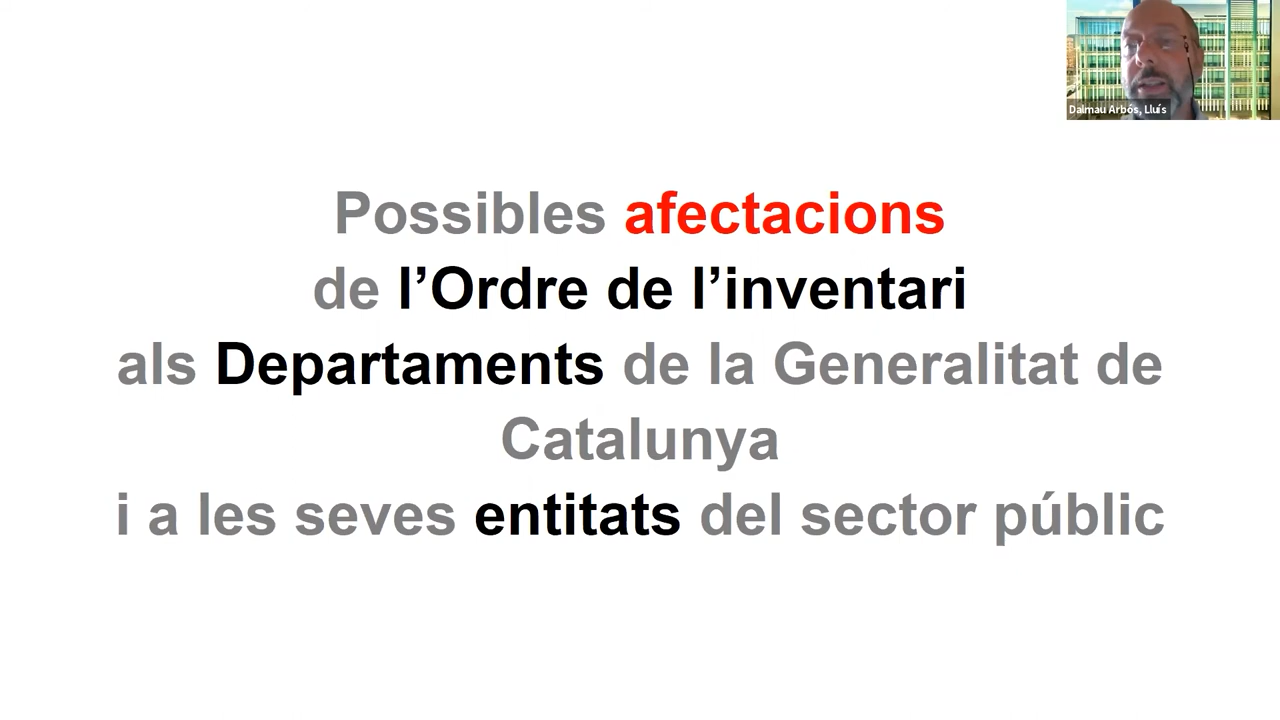 Dalmau Arbós, Lluís
Possibles afectacions
de l’Ordre de l’inventari
als Departaments de la Generalitat de
Catalunya
i a les seves entitats del sector públic